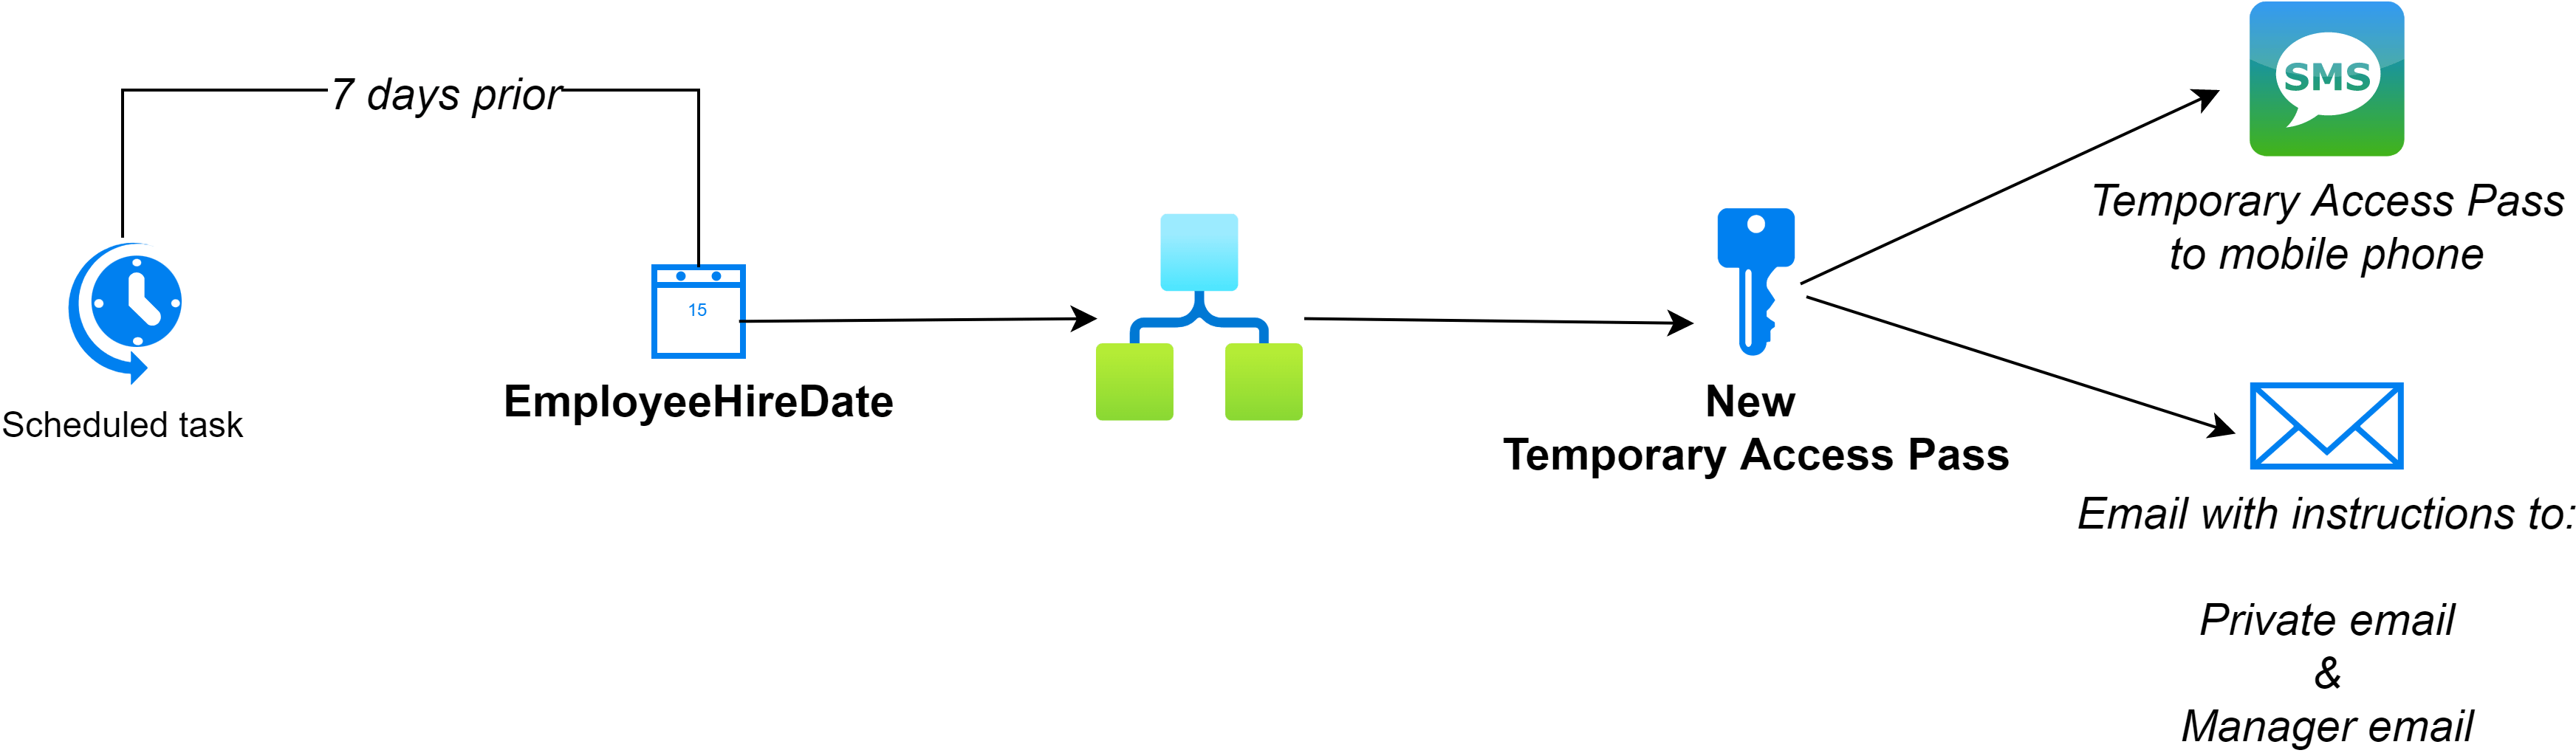 7 days prior
Scheduled task
15
EmployeeHireDate
New
Temporary Access Pass
SMS
Temporary Access Pass
to mobile phone
Email with instructions to:
Private email
&
Manager email